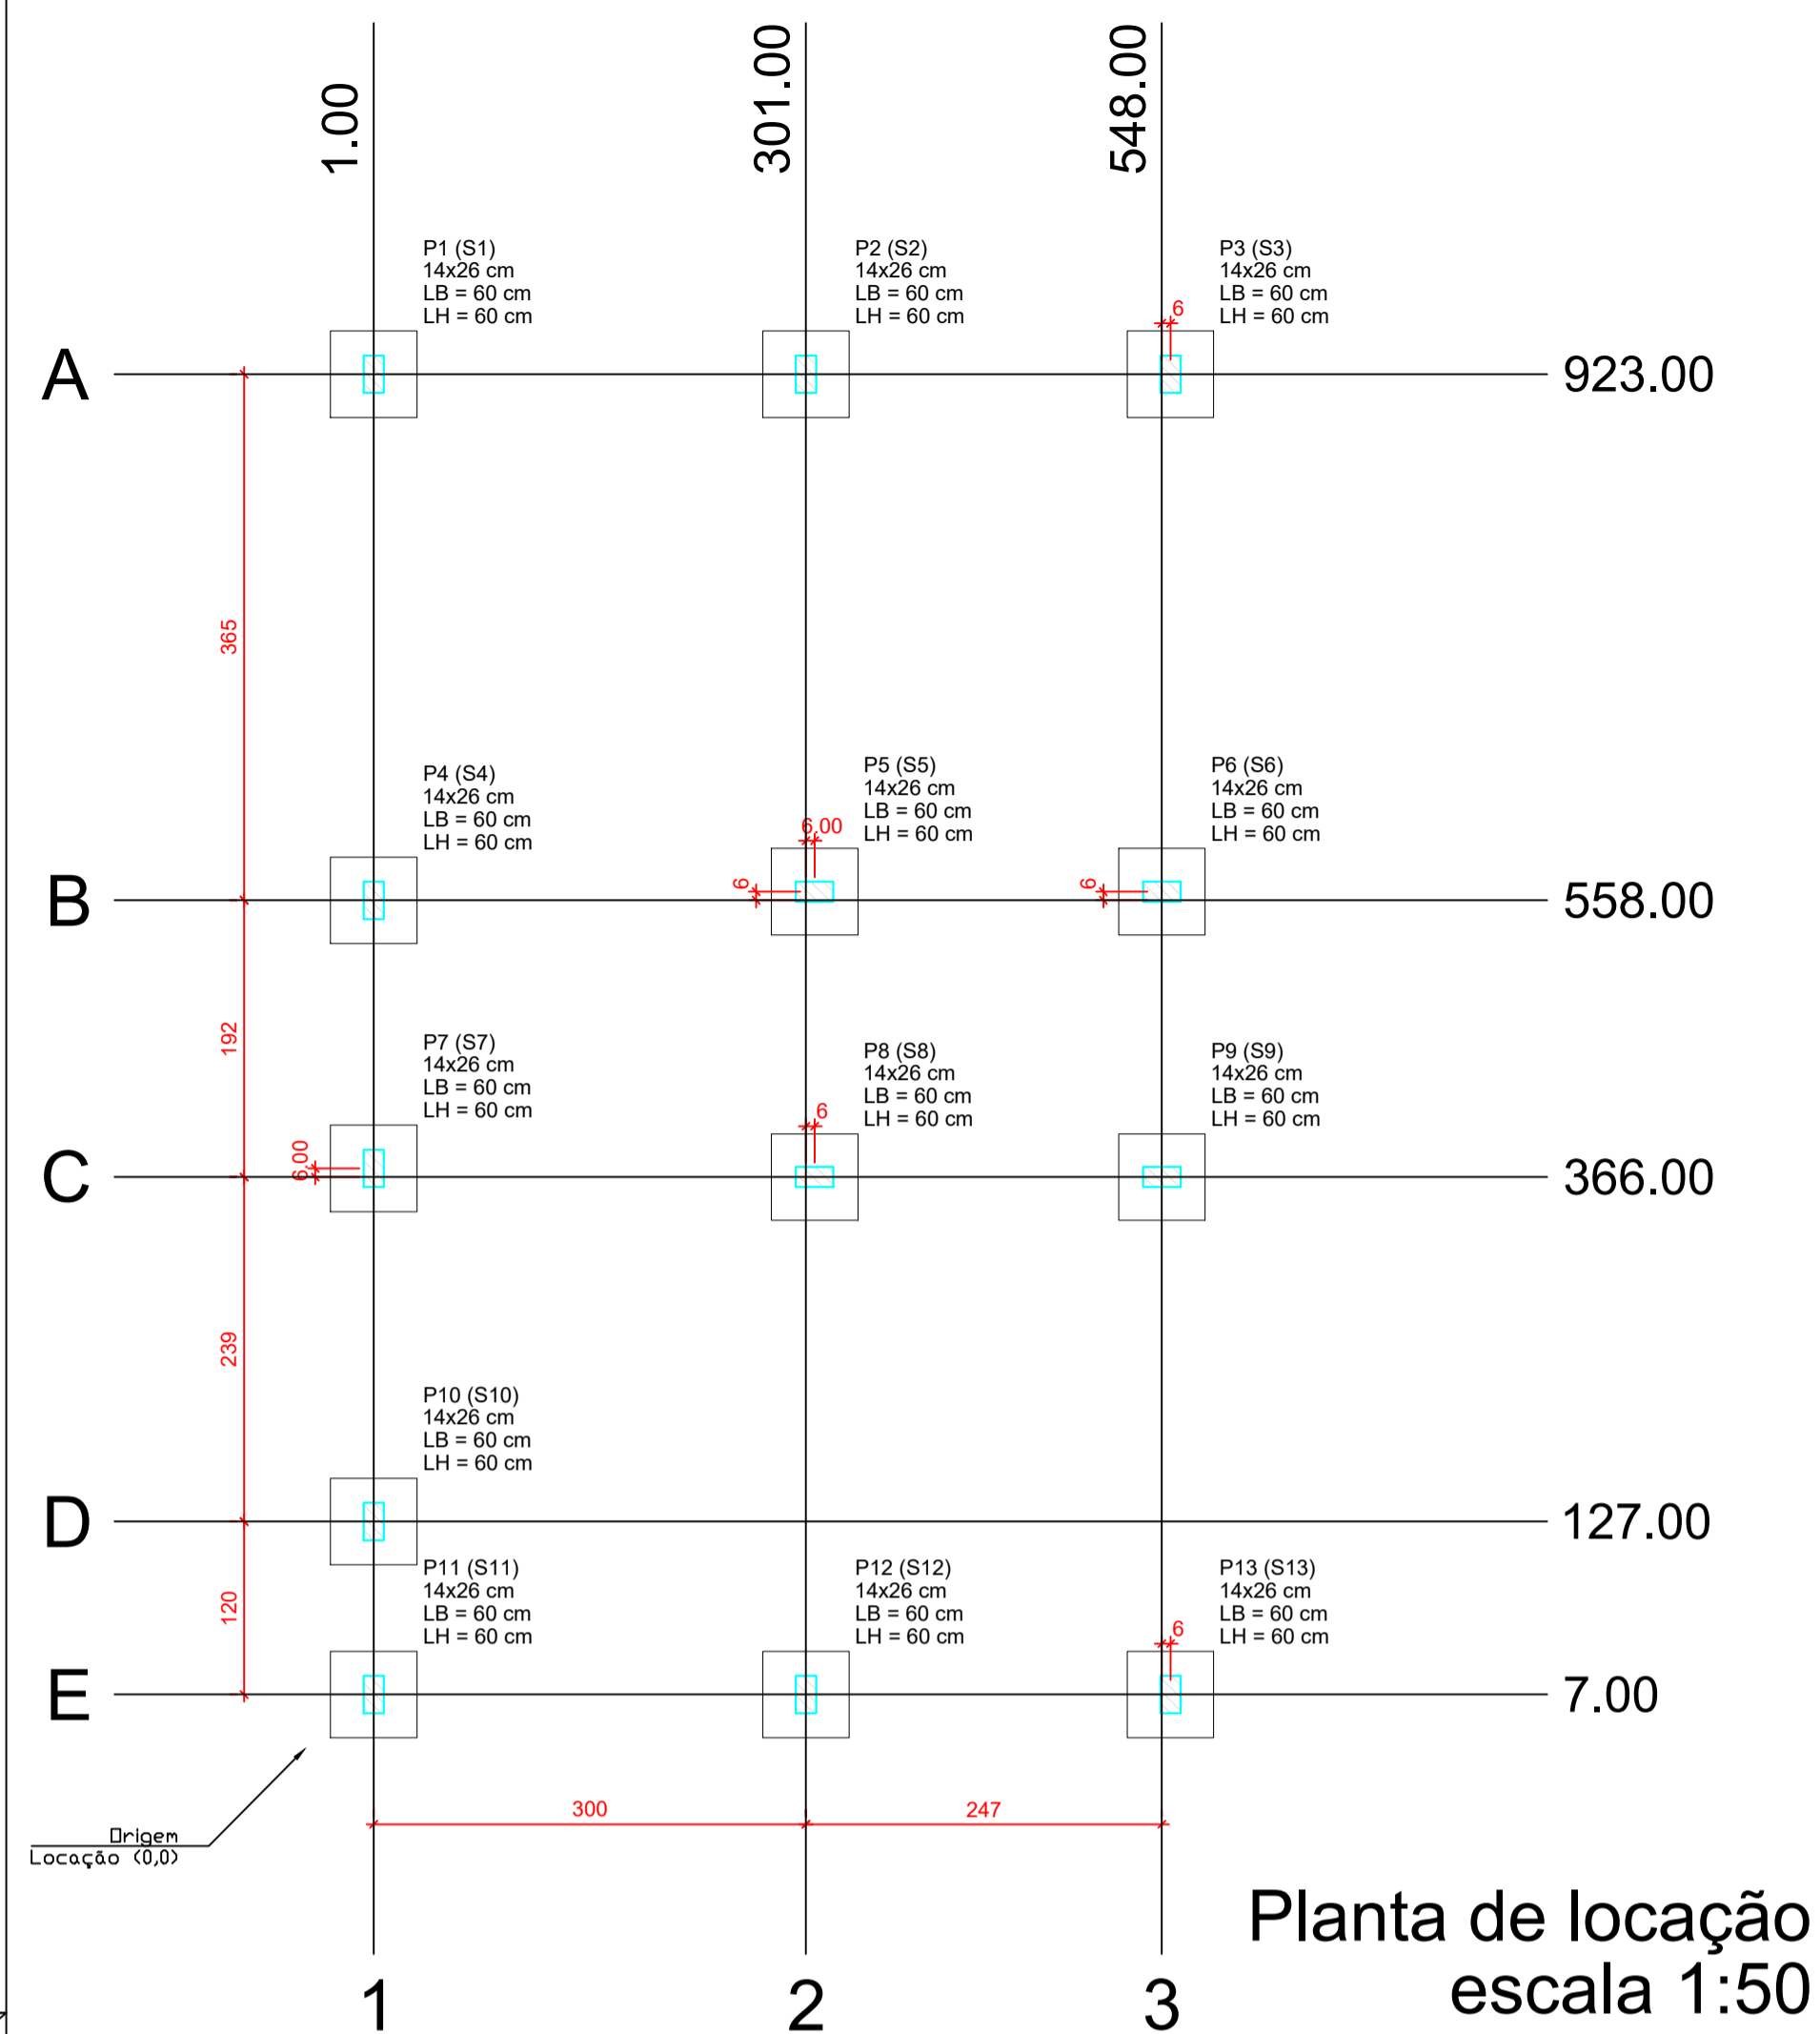 1.00
301.00
548.00
P1 (S1)
14x26 cm
LB = 60 cm
LH = 60 cm
P2 (S2)
14x26 cm
LB = 60 cm
LH = 60 cm
P3 (S3)
14x26 cm
LB = 60 cm
LH = 60 cm
6
A
923.00
365
P4 (S4)
14x26 cm
LB = 60 cm
LH = 60 cm
P5 (S5)
14x26 cm
LB = 60 cm
LH = 60 cm
6,00
6
P6 (S6)
14x26 cm
LB = 60 cm
LH = 60 cm
6
B
558.00
192
P7 (S7)
14x26 cm
LB = 60 cm
LH = 60 cm
6,00
P8 (S8)
14x26 cm
LB = 60 cm
LH = 60 cm
6
P9 (S9)
14x26 cm
LB = 60 cm
LH = 60 cm
C
366.00
239
P10 (S10)
14x26 cm
LB = 60 cm
LH = 60 cm
D
127.00
120
P11 (S11)
14x26 cm
LB = 60 cm
LH = 60 cm
P12 (S12)
14x26 cm
LB = 60 cm
LH = 60 cm
P13 (S13)
14x26 cm
LB = 60 cm
LH = 60 cm
6
E
7.00
300
247
Origem
Locação (0,0)
Planta de locação
escala 1:50
1
2
3